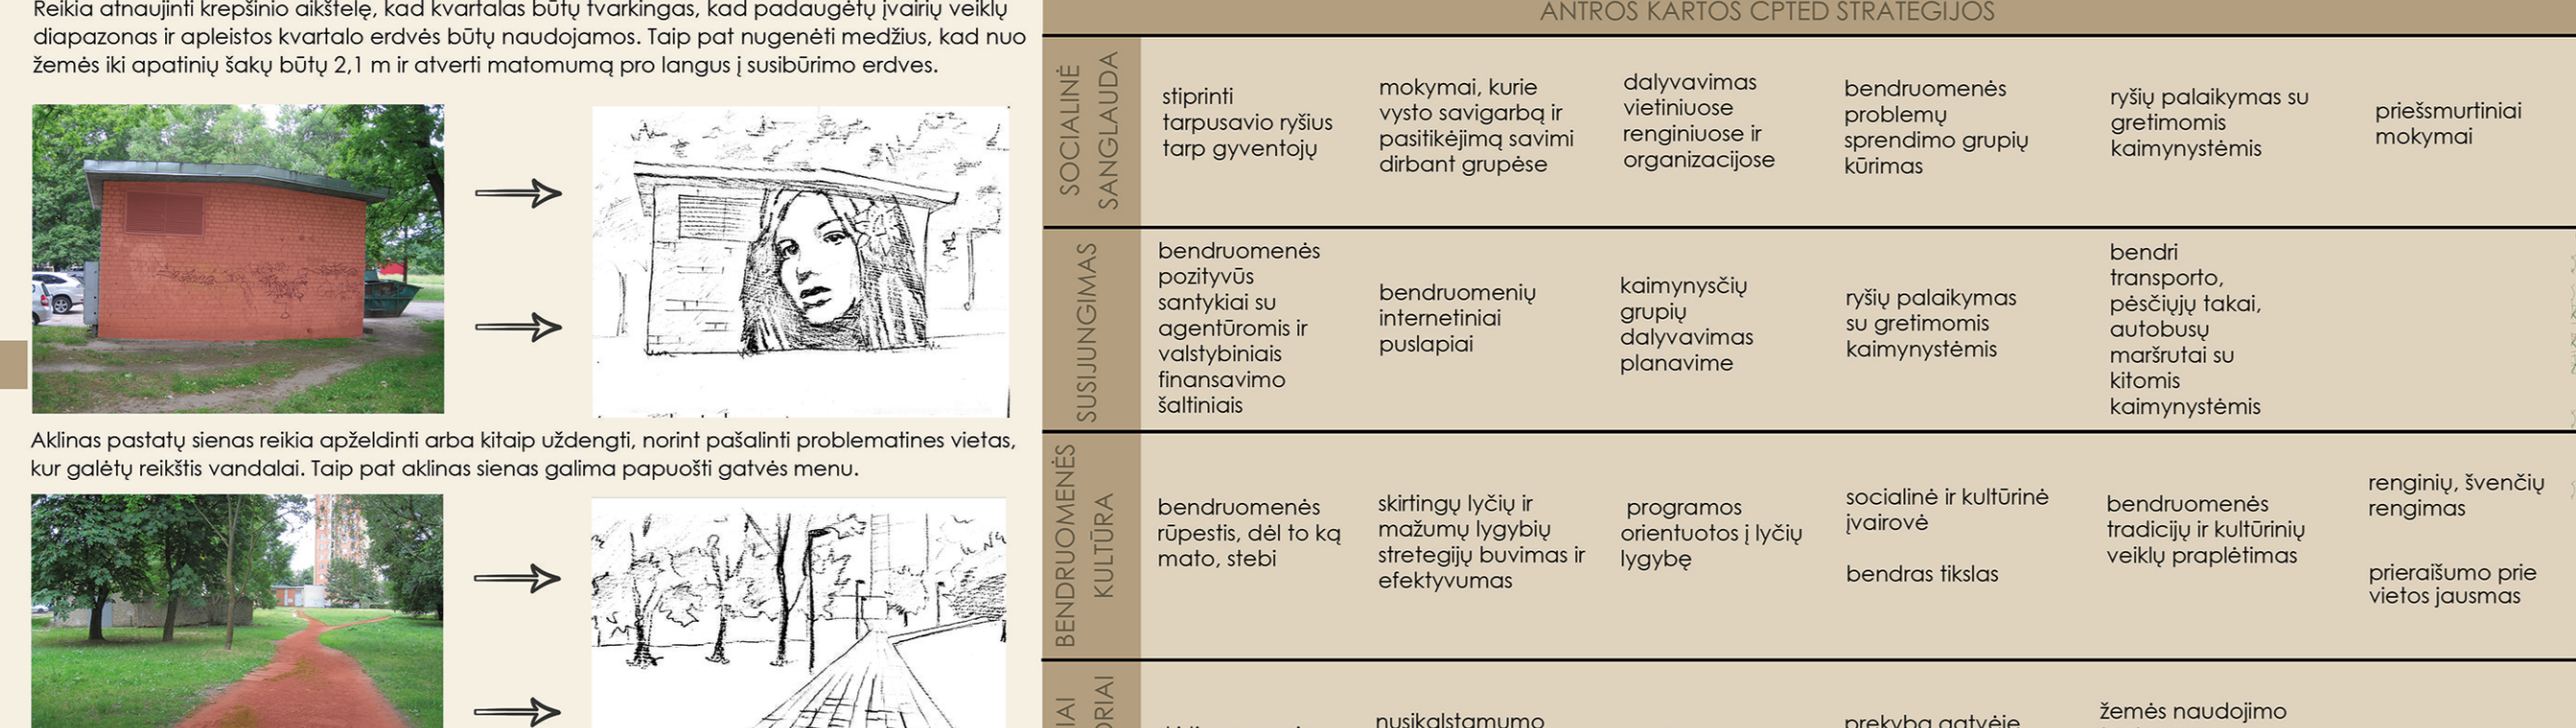 Reikia atnaujinti krepšinio aikštelę, kad kvartalas būtų tvarkingas, kad padaugėtų įvairių veiklų
diapazonas ir apleistos kvartalo erdvės būtų naudojamos. Taip pat nugenėti medžius, kad nuo
žemės iki apatinių šakų būtų 2,1 m ir atverti matomumą pro langus į susibūrimo erdves.
Aklinas pastatų sienas reikia apželdinti arba kitaip uždengti, norint pašalinti problematines vietas,
kur galėtų reikštis vandalai. Taip pat aklinas sienas galima papuošti gatvės menu.
ANTROS KARTOS CPTED STRATEGIJOS
SOCIALINĖ
SANGLAUDA
stiprinti
tarpusavio ryšius
tarp gyventojų
mokymai, kurie
vysto savigarbą ir
pasitikėjimą savimi
dirbant grupėse
dalyvavimas
vietiniuose
renginiuose ir
organizacijose
bendruomenės
problemų
sprendimo grupių
kūrimas
ryšių palaikymas su
gretimomis
kaimynystėmis
priešsmurtiniai
mokymai
SUSIJUNGIMAS
bendruomenės
pozityvūs
santykiai su
agentūromis ir
valstybiniais
finansavimo
šaltiniais
bendruomenių
internetiniai
puslapiai
kaimynysčių
grupių
dalyvavimas
planavime
ryšių palaikymas
su gretimomis
kaimynystėmis
bendri
transporto,
pėsčiųjų takai,
autobusų
maršrutai su
kitomis
kaimynystėmis
BENDRUOMENĖS
KULTŪRA
bendruomenės
rūpestis, dėl to ką
mato, stebi
skirtingų lyčių ir
mažumų lygybių
stretegijų buvimas ir
efektyvumas
programos
orientuotos į lyčių
lygybę
socialinė ir kultūrinė
įvairovė
bendras tikslas
bendruomenės
tradicijų ir kultūrinių
veiklų praplėtimas
renginių, švenčių
rengimas
prieraišumo prie
vietos jausmas
nusikalstamumo
prekyba gatvėje
žemės naudojimo